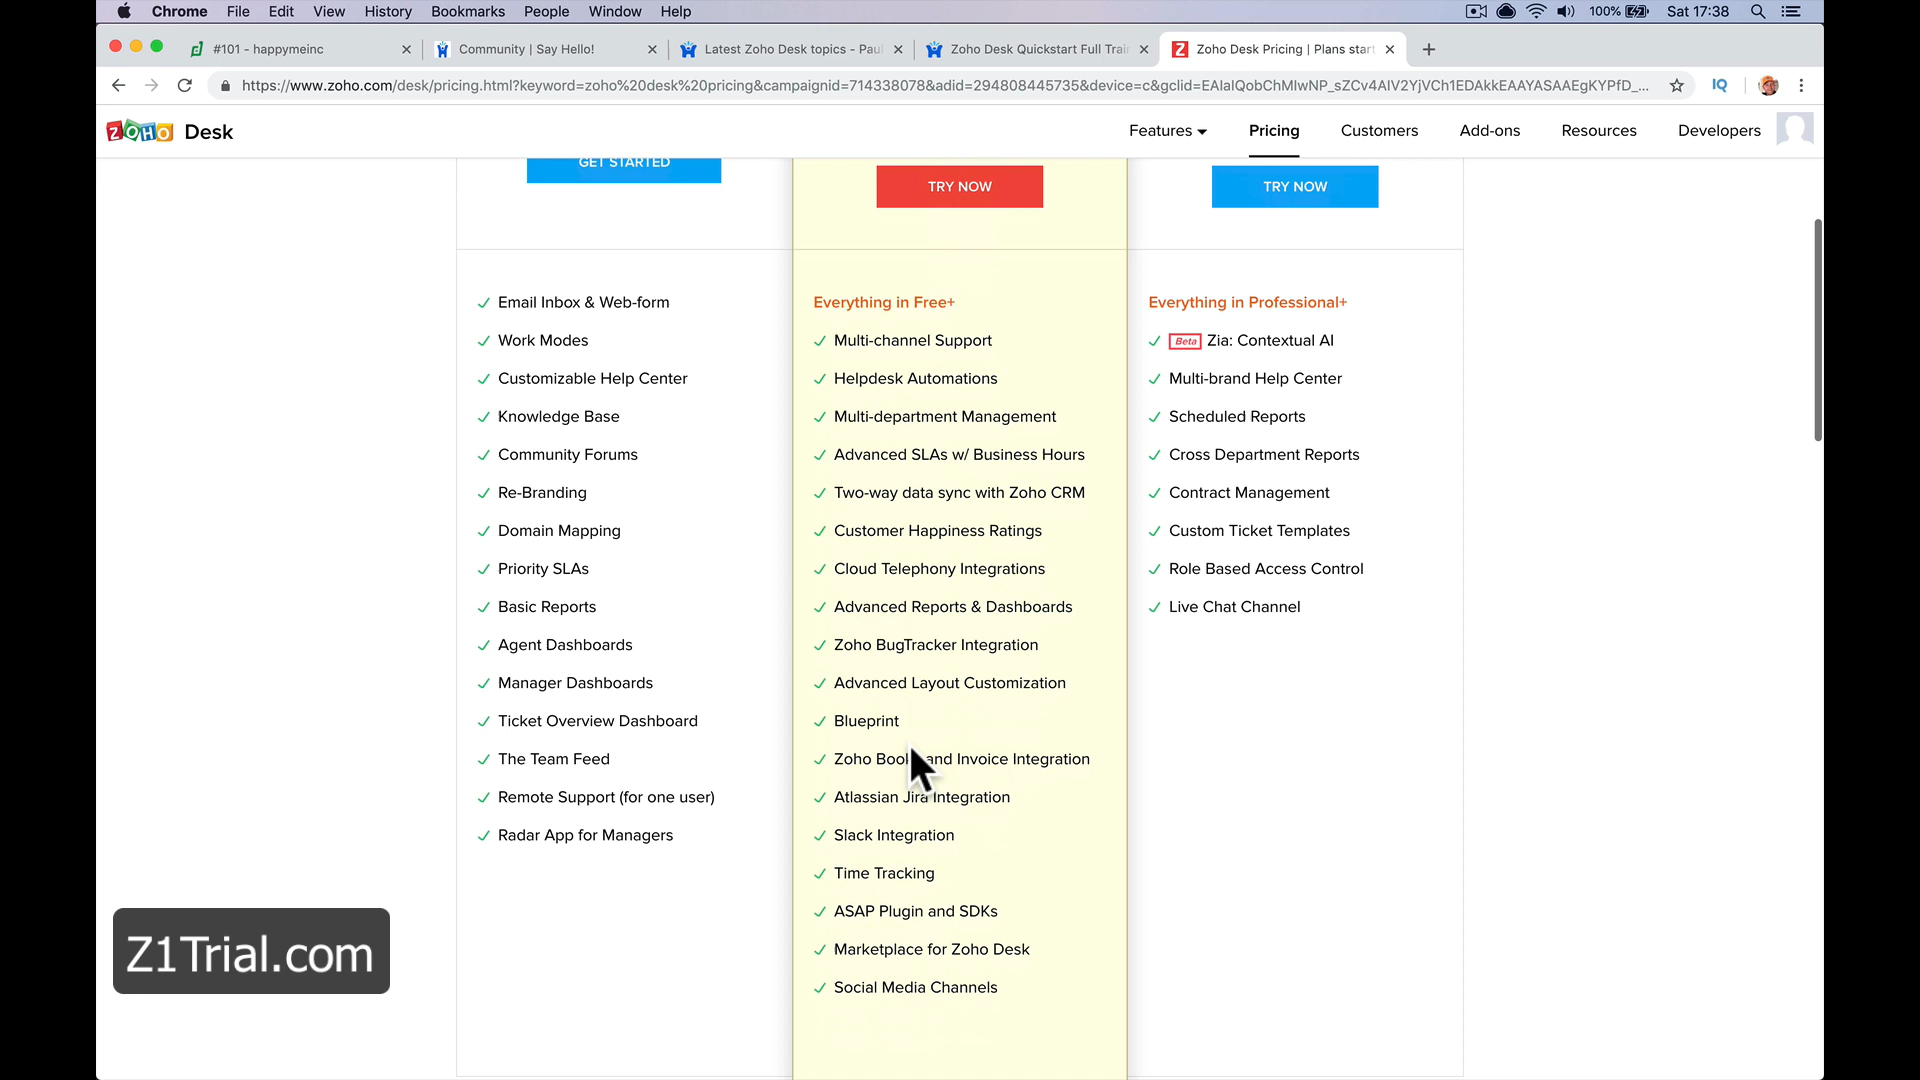 Chrome File Edit View History Bookmarks People Window Help 100% Sat 17:38
#101 - happymeinc
Community | Say Hello!
Latest Zoho Desk topics - Paul
Zoho Desk Quickstart Full Train
Zoho Desk Pricing | Plans start
https://www.zoho.com/desk/pricing.html?keyword=zoho%20desk%20pricing&campaignid=714338078&adid=294808445735&device=c&gclid=EAIaIQobChMIwNP_sZCv4AIV2YjVCh1EDAkkEAAYASAAEgKYPfD_... IQ
ZOHO Desk
Features Pricing Customers Add-ons Resources Developers
GET STARTED
TRY NOW
TRY NOW
Email Inbox & Web-form
Work Modes
Customizable Help Center
Knowledge Base
Community Forums
Re-Branding
Domain Mapping
Priority SLAs
Basic Reports
Agent Dashboards
Manager Dashboards
Ticket Overview Dashboard
The Team Feed
Remote Support (for one user)
Radar App for Managers
Everything in Free+
Multi-channel Support
Helpdesk Automations
Multi-department Management
Advanced SLAs w/ Business Hours
Two-way data sync with Zoho CRM
Customer Happiness Ratings
Cloud Telephony Integrations
Advanced Reports & Dashboards
Zoho BugTracker Integration
Advanced Layout Customization
Blueprint
Zoho Books and Invoice Integration
Atlassian Jira Integration
Slack Integration
Time Tracking
ASAP Plugin and SDKs
Marketplace for Zoho Desk
Social Media Channels
Everything in Professional+
Beta Zia: Contextual AI
Multi-brand Help Center
Scheduled Reports
Cross Department Reports
Contract Management
Custom Ticket Templates
Role Based Access Control
Live Chat Channel
Z1Trial.com